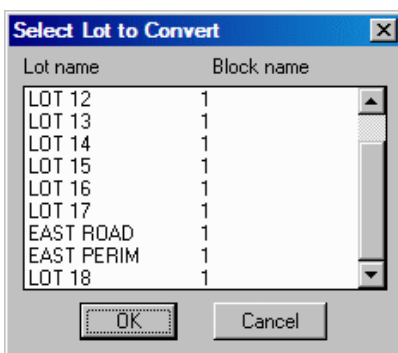 Select Lot to Convert
Lot name Block name
LOT 12 1
LOT 13 1
LOT 14 1
LOT 15 1
LOT 16 1
LOT 17 1
EAST ROAD 1
EAST PERIM 1
LOT 18 1
OK Cancel